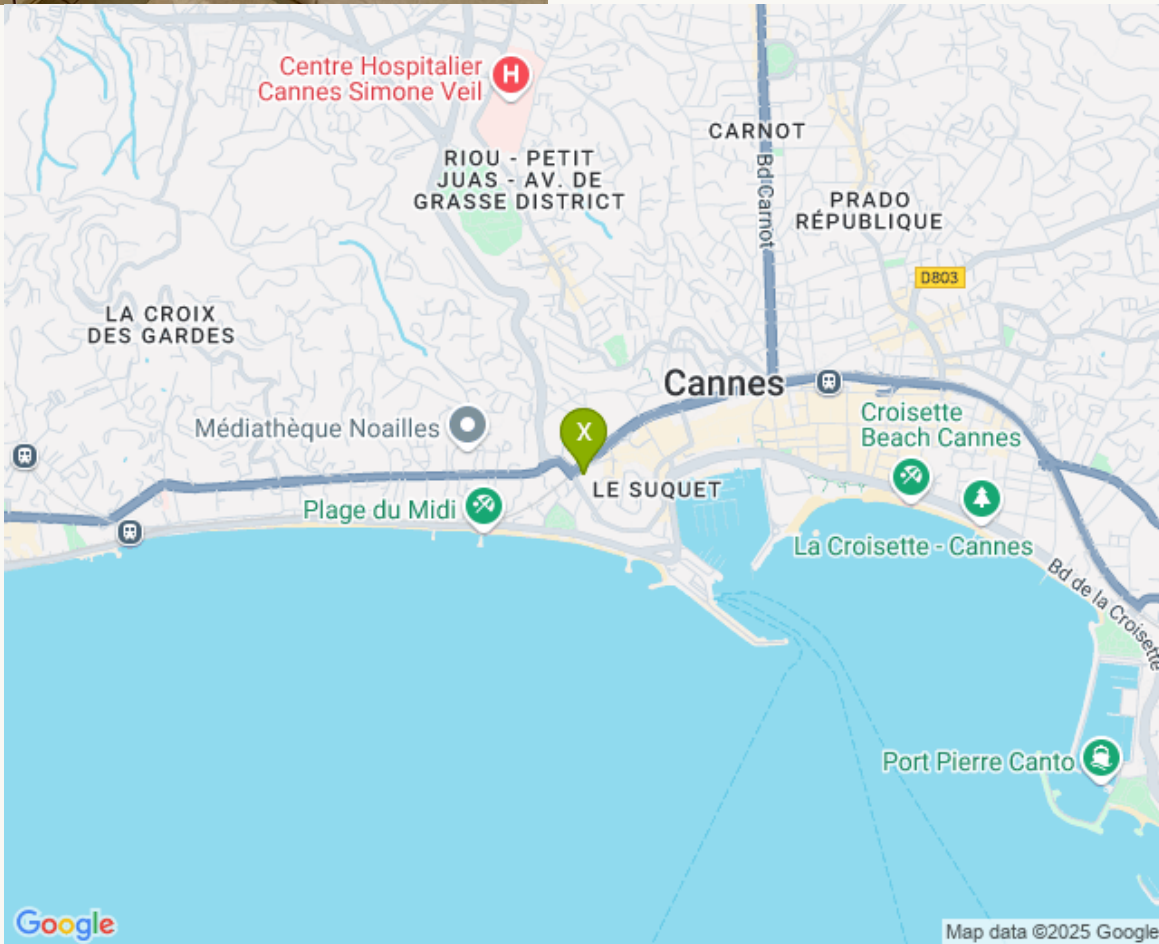 Centre Hospitalier
Cannes Simone Veil
H
CARNOT
RIOU - PETIT
JUAS - AV. DE
GRASSE DISTRICT
Bd Carnot
PRADO
RÉPUBLIQUE
D803
LA CROIX
DES GARDES
Cannes
Croisette
Beach Cannes
Médiathèque Noailles
X
LE SUQUET
Plage du Midi
La Croisette - Cannes
Bd de la Croisette
Port Pierre Canto
Google
Map data ©2025 Google